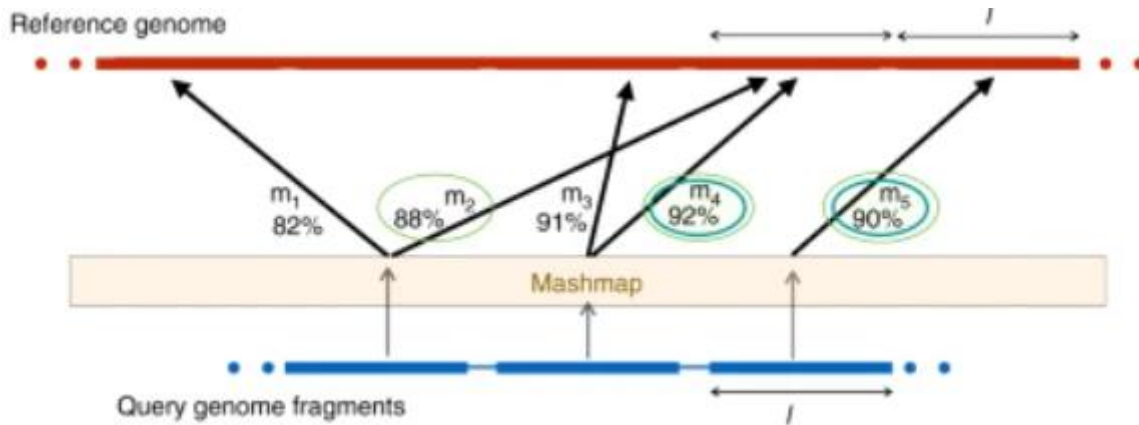 Reference genome
l
m1
82%
m2
88%
m3
91%
m4
92%
m5
90%
Mashmap
Query genome fragments
l